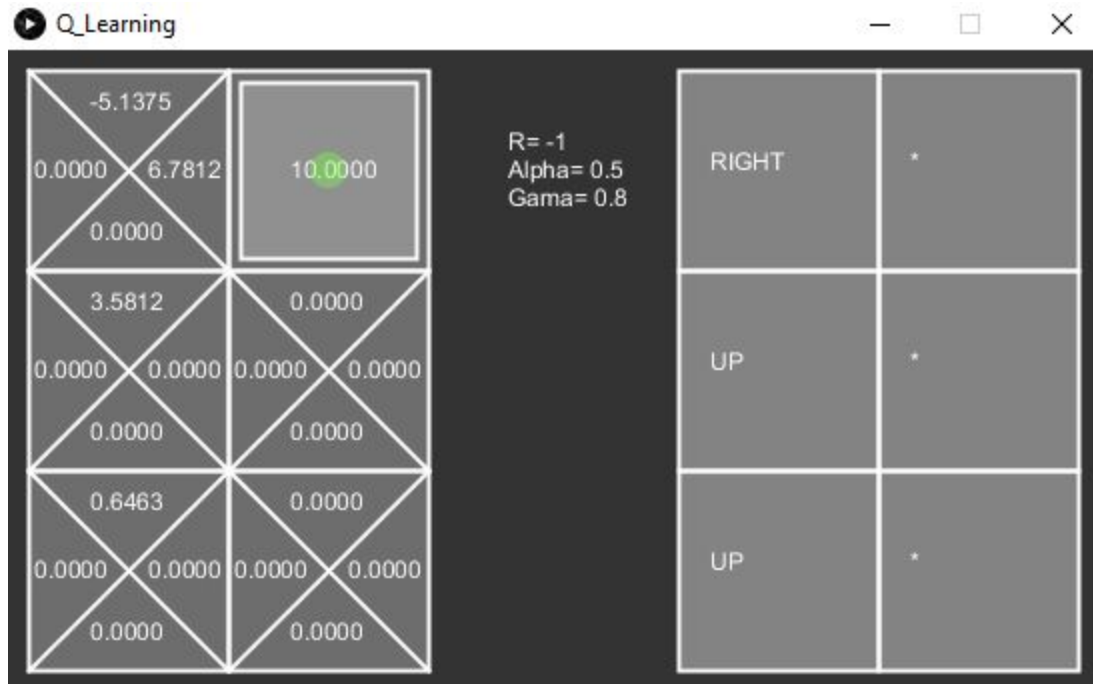 Q_Learning
-5.1375
0.0000 6.7812 10.0000
0.0000
R= -1
Alpha= 0.5
Gama= 0.8
RIGHT *
3.5812 0.0000
0.0000 0.0000 0.0000 0.0000
0.0000 0.0000
UP *
0.6463 0.0000
0.0000 0.0000 0.0000 0.0000
0.0000 0.0000
UP *